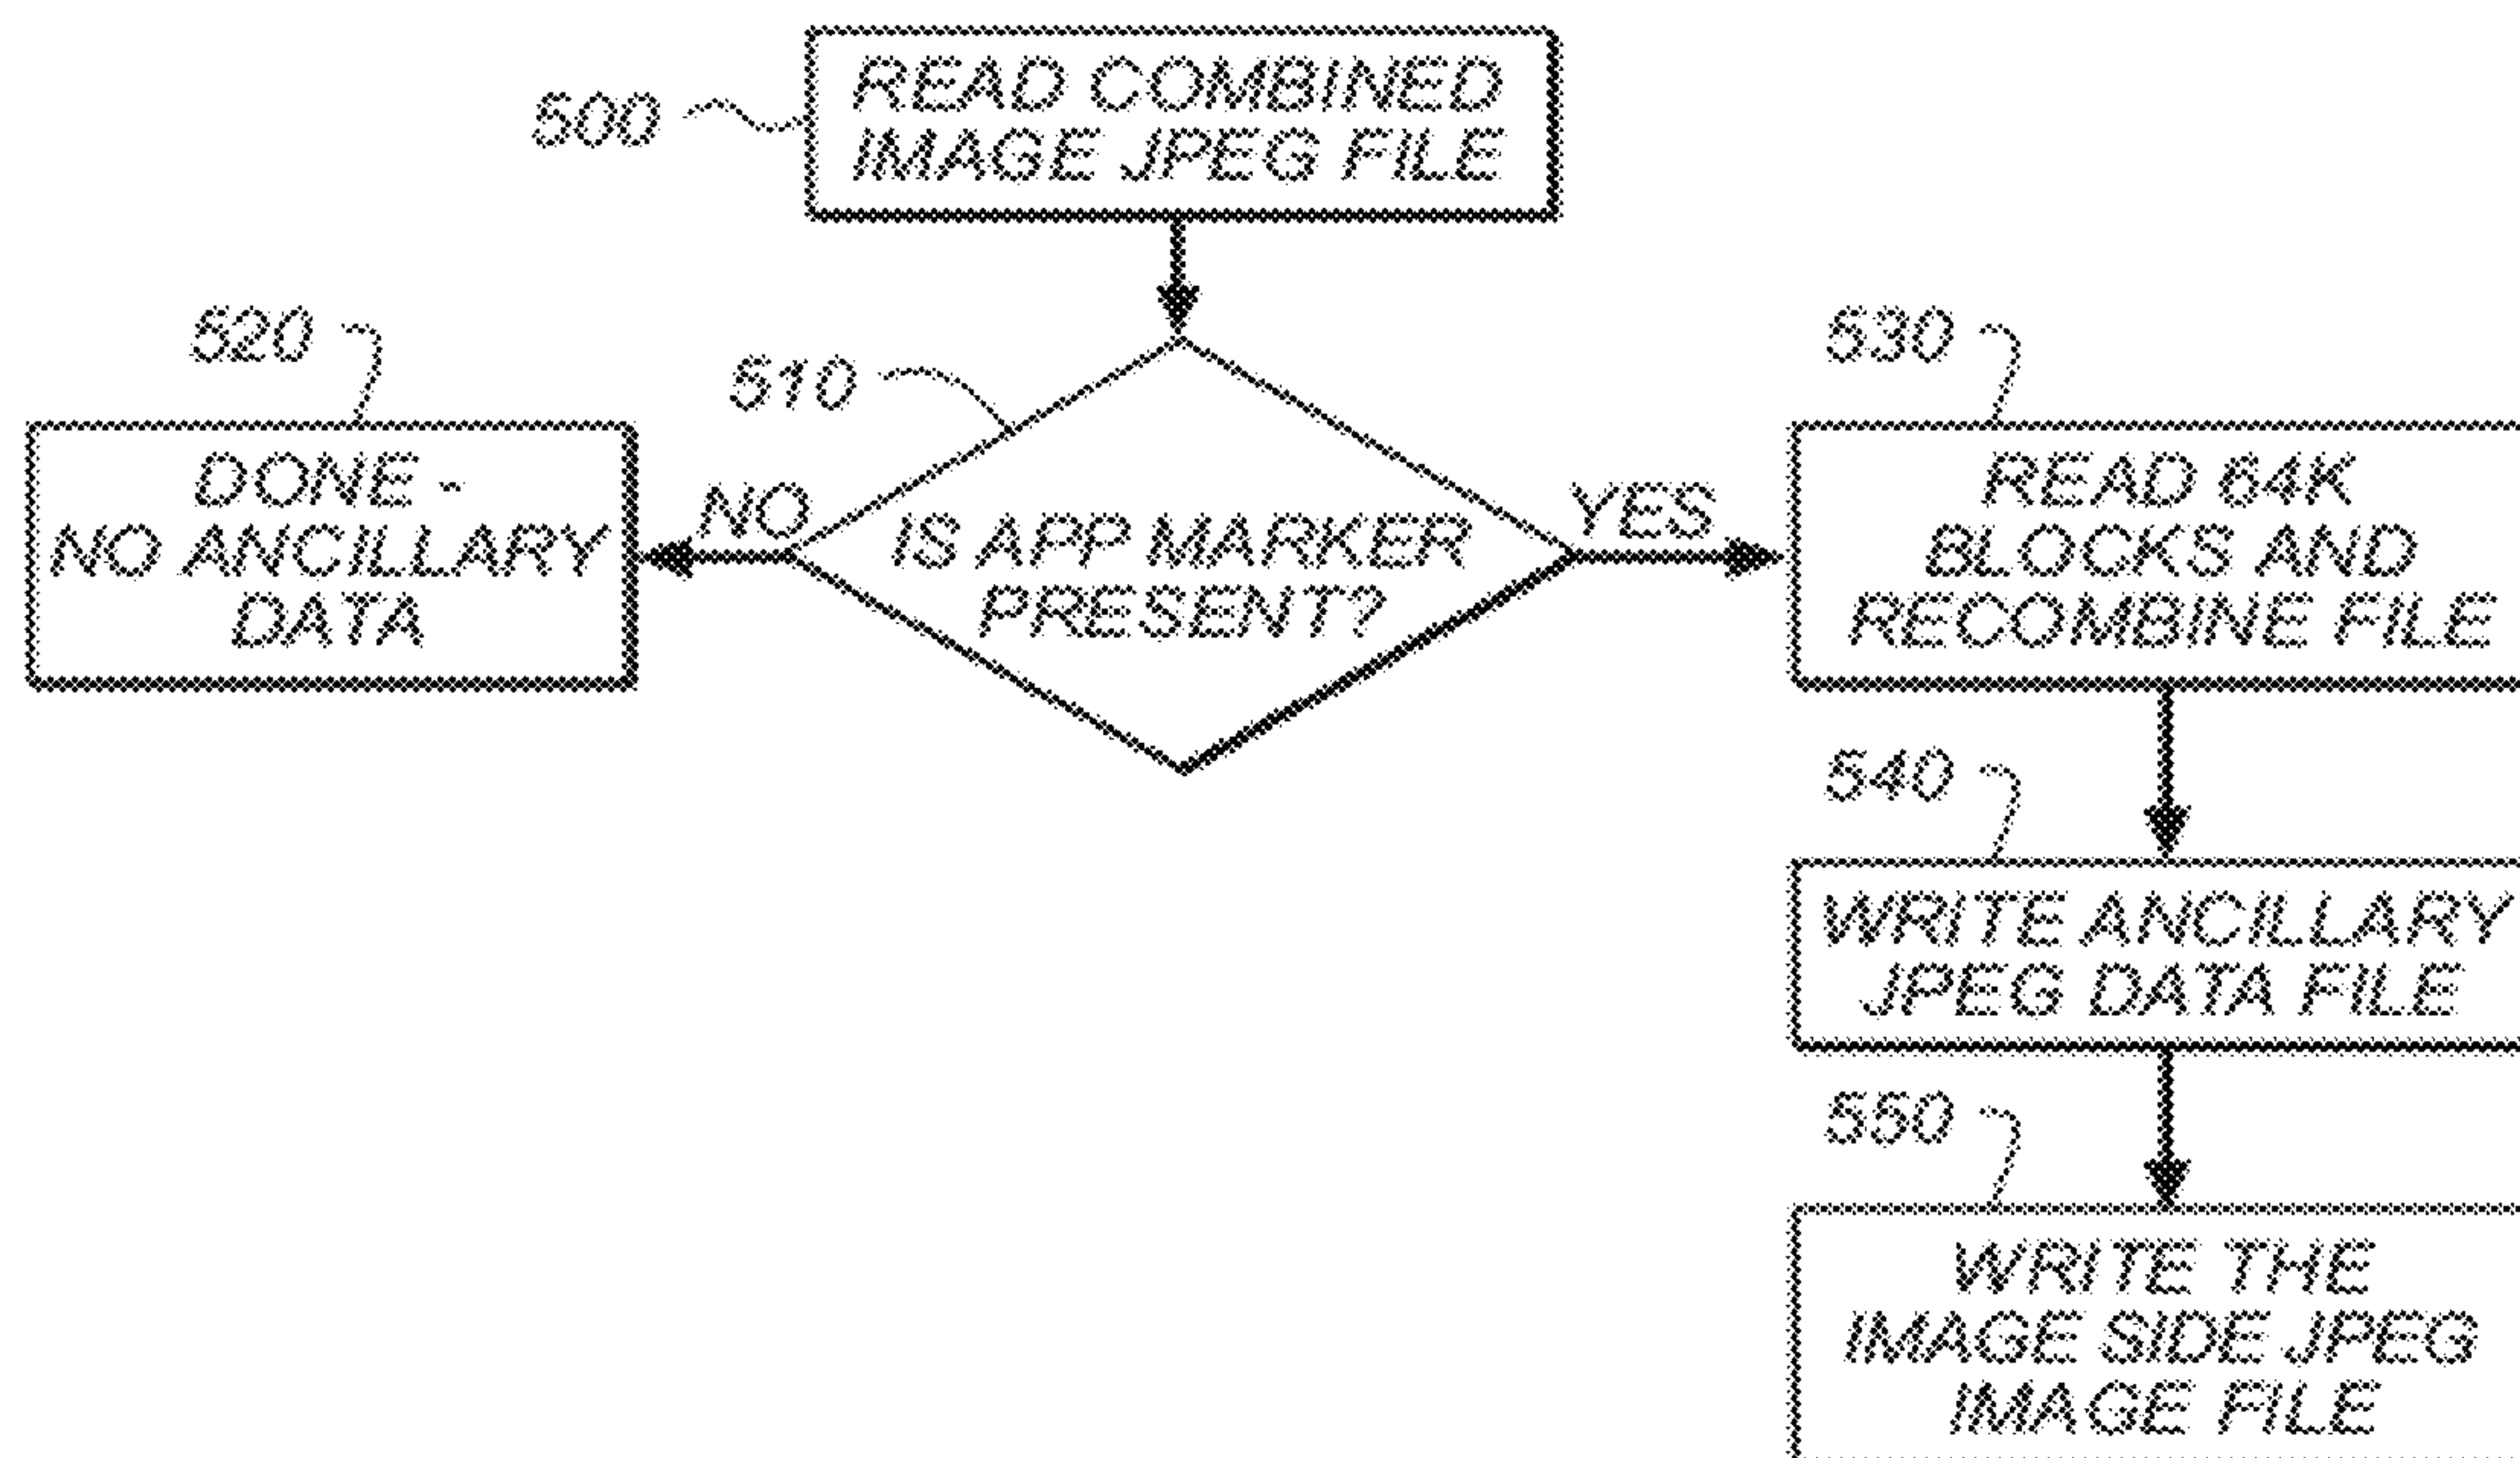 500
READ COMBINED
IMAGE JPEG FILE
520
DONE -
NO ANCILLARY
DATA
510
NO
IS APP MARKER
PRESENT?
YES
530
READ 64K
BLOCKS AND
RECOMBINE FILE
540
WRITE ANCILLARY
JPEG DATA FILE
550
WRITE THE
IMAGE SIDE JPEG
IMAGE FILE